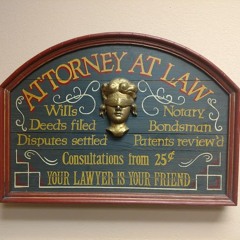 ATTORNEY AT LAW
Wills Notary
Deeds filed Bondsman
Disputes settled Patents review'd
Consultations from 25¢
YOUR LAWYER IS YOUR FRIEND